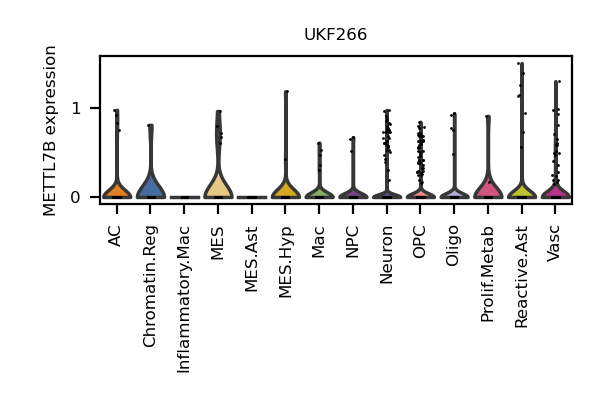 UKF266
METTL7B expression
1
0
AC
Chromatin.Reg
Inflammatory.Mac
MES
MES.Ast
MES.Hyp
Mac
NPC
Neuron
OPC
Oligo
Prolif.Metab
Reactive.Ast
Vasc